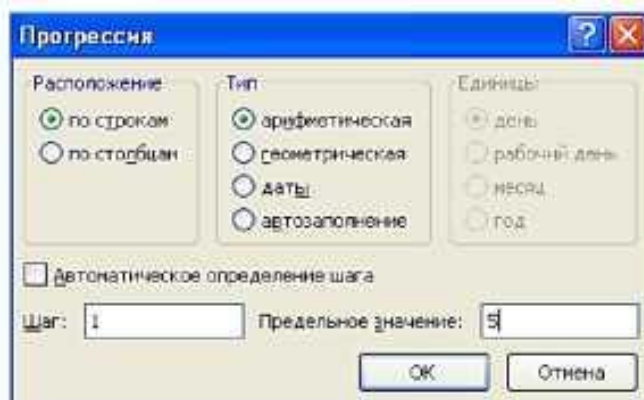 Прогрессия
Расположение
по строкам
по столбцам
Тип
арифметическая
геометрическая
даты
автозаполнение
Единицы
день
рабочий день
месяц
год
Автоматическое определение шага
Шаг: 1 Предельное значение: 5
ОК Отмена